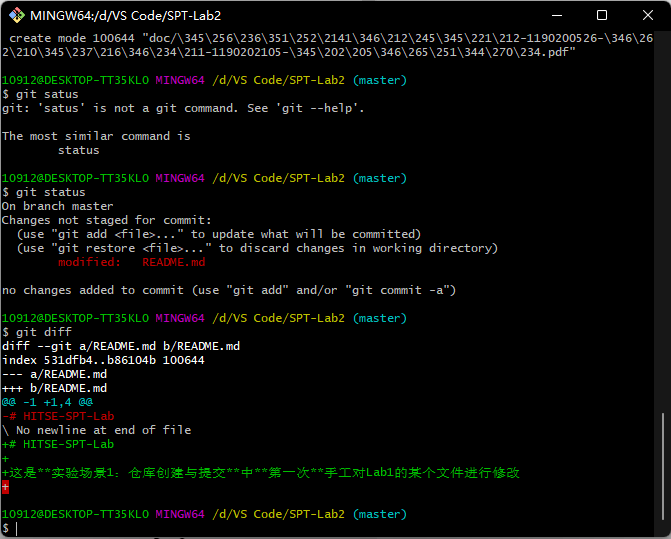 MINGW64:/d/VS Code/SPT-Lab2
create mode 100644 "doc/\345\256\236\351\252\2141\346\212\245\345\221\212-1190200526-\346\26
2\210\345\237\216\346\234\211-1190202105-\345\202\205\346\265\251\344\270\234.pdf"
10912@DESKTOP-TT35KLO MINGW64 /d/VS Code/SPT-Lab2 (master)
$ git satus
git: 'satus' is not a git command. See 'git --help'.
The most similar command is
status
10912@DESKTOP-TT35KLO MINGW64 /d/VS Code/SPT-Lab2 (master)
$ git status
On branch master
Changes not staged for commit:
(use "git add <file>..." to update what will be committed)
(use "git restore <file>..." to discard changes in working directory)
modified:   README.md
no changes added to commit (use "git add" and/or "git commit -a")
10912@DESKTOP-TT35KLO MINGW64 /d/VS Code/SPT-Lab2 (master)
$ git diff
diff --git a/README.md b/README.md
index 531dfb4..b86104b 100644
--- a/README.md
+++ b/README.md
@@ -1 +1,4 @@
-# HITSE-SPT-Lab
\ No newline at end of file
+# HITSE-SPT-Lab
+
+这是**实验场景1：仓库创建与提交**中**第一次**手工对Lab1的某个文件进行修改
+
10912@DESKTOP-TT35KLO MINGW64 /d/VS Code/SPT-Lab2 (master)
$